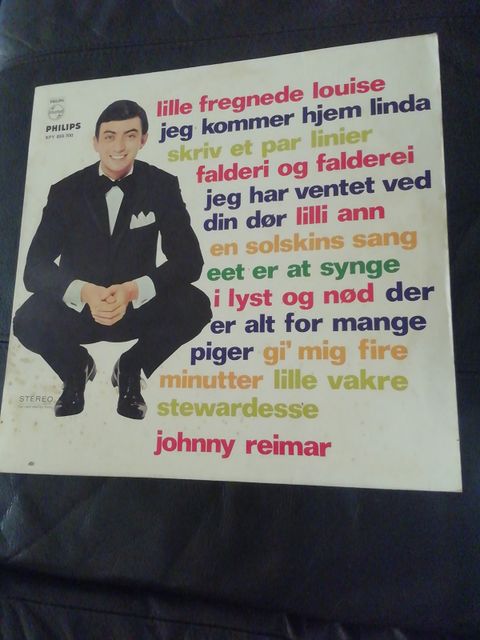 PHILIPS
lille fregnede louise
jeg kommer hjem linda
skriv et par linier
falderi og falderei
jeg har ventet ved
din dør lilli ann
en solskins sang
eet er at synge
i lyst og nød der
er alt for mange
piger gi' mig fire
minutter lille vakre
stewardesse
johnny reimar
STEREO